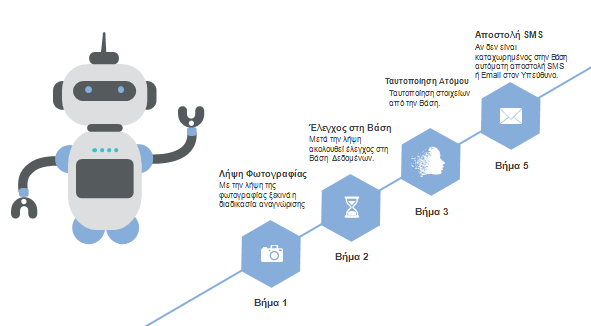 Αποστολή SMS
Αν δεν είναι
καταχωρημένος στην Βάση
αυτόματη αποστολή SMS
ή Email στον Υπεύθυνο.
Ταυτοποίηση Ατόμου
Ταυτοποίηση στοιχείων
από την Βάση.
Έλεγχος στη Βάση
Μετά την λήψη
ακολουθεί έλεγχος στη
Βάση Δεδομένων.
Λήψη Φωτογραφίας
Με την λήψη της
φωτογραφίας ξεκινά η
διαδικασία αναγνώρισης
Βήμα 1
Βήμα 2
Βήμα 3
Βήμα 5